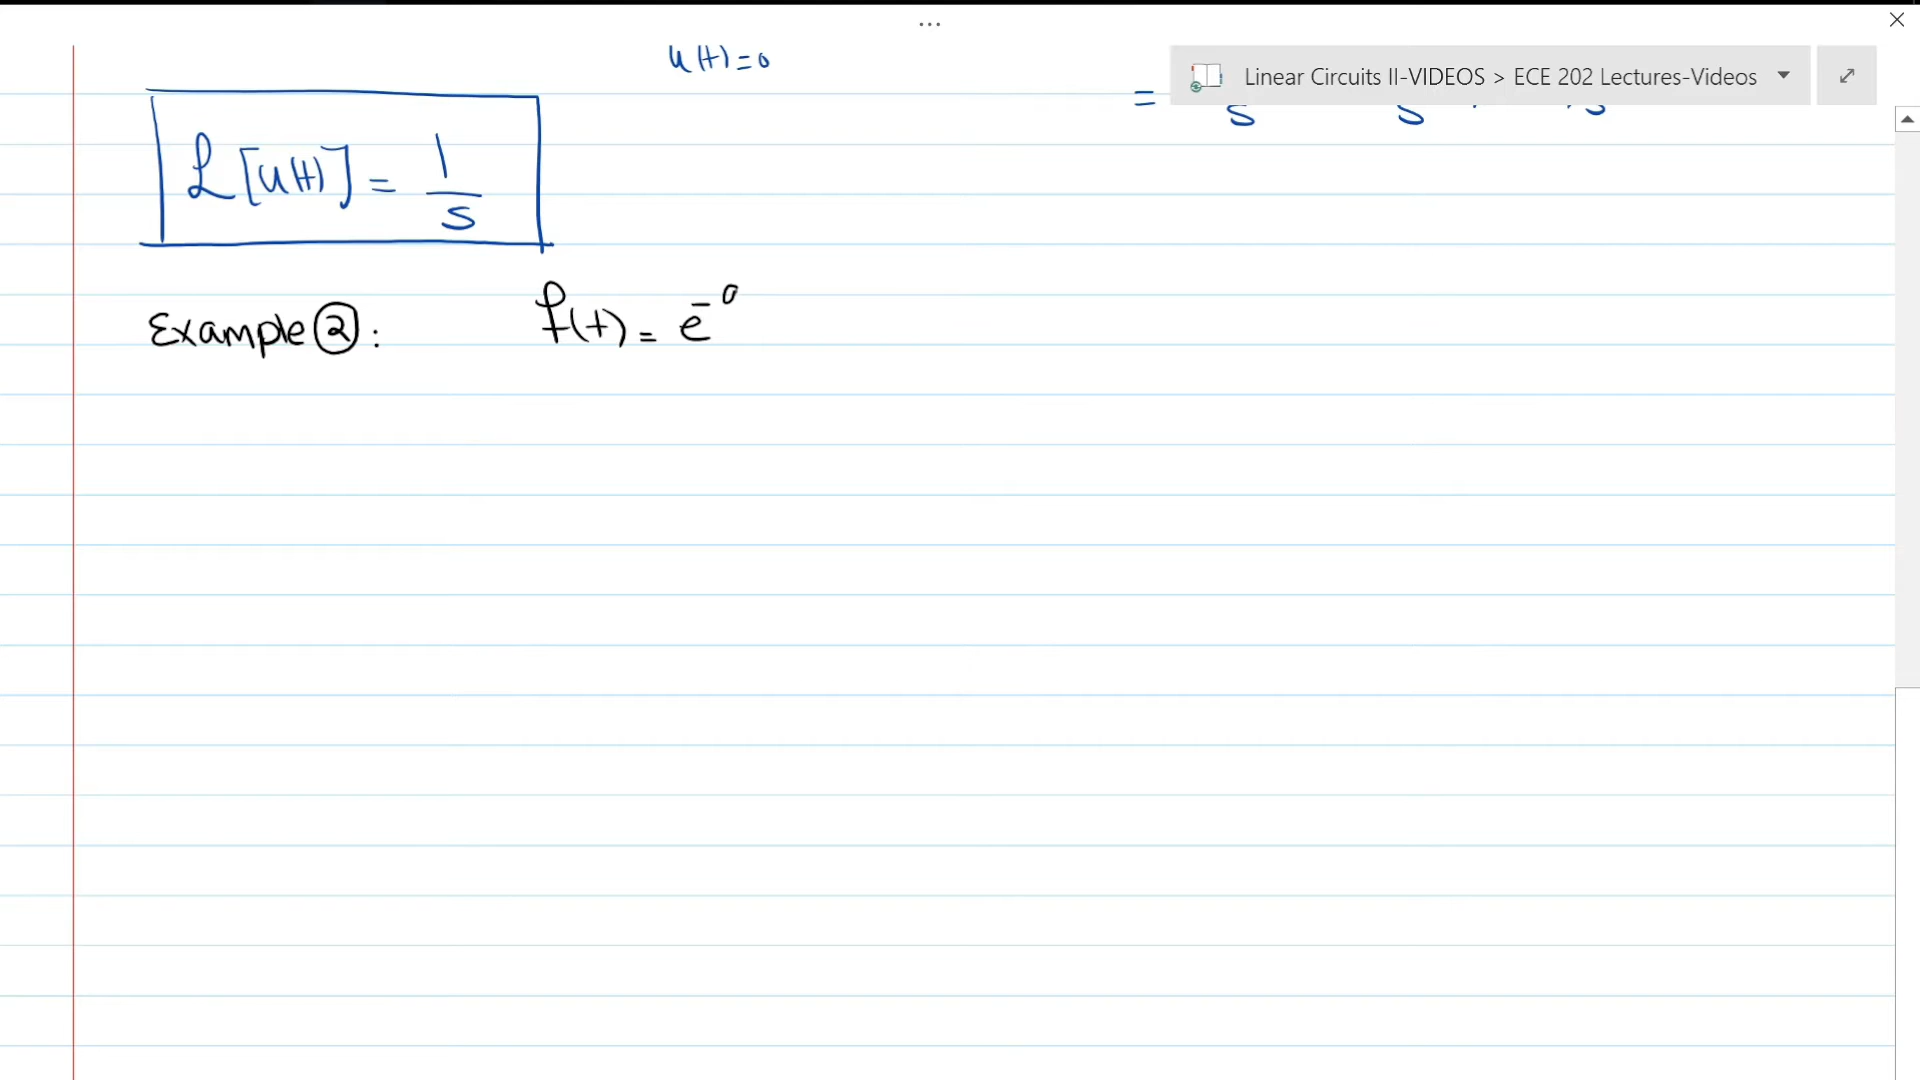 ...
u(t)=0
Linear Circuits II-VIDEOS > ECE 202 Lectures-Videos
= s s s
ℒ[u(t)] = 1/s
Example ②: f(t) = e⁻⁰